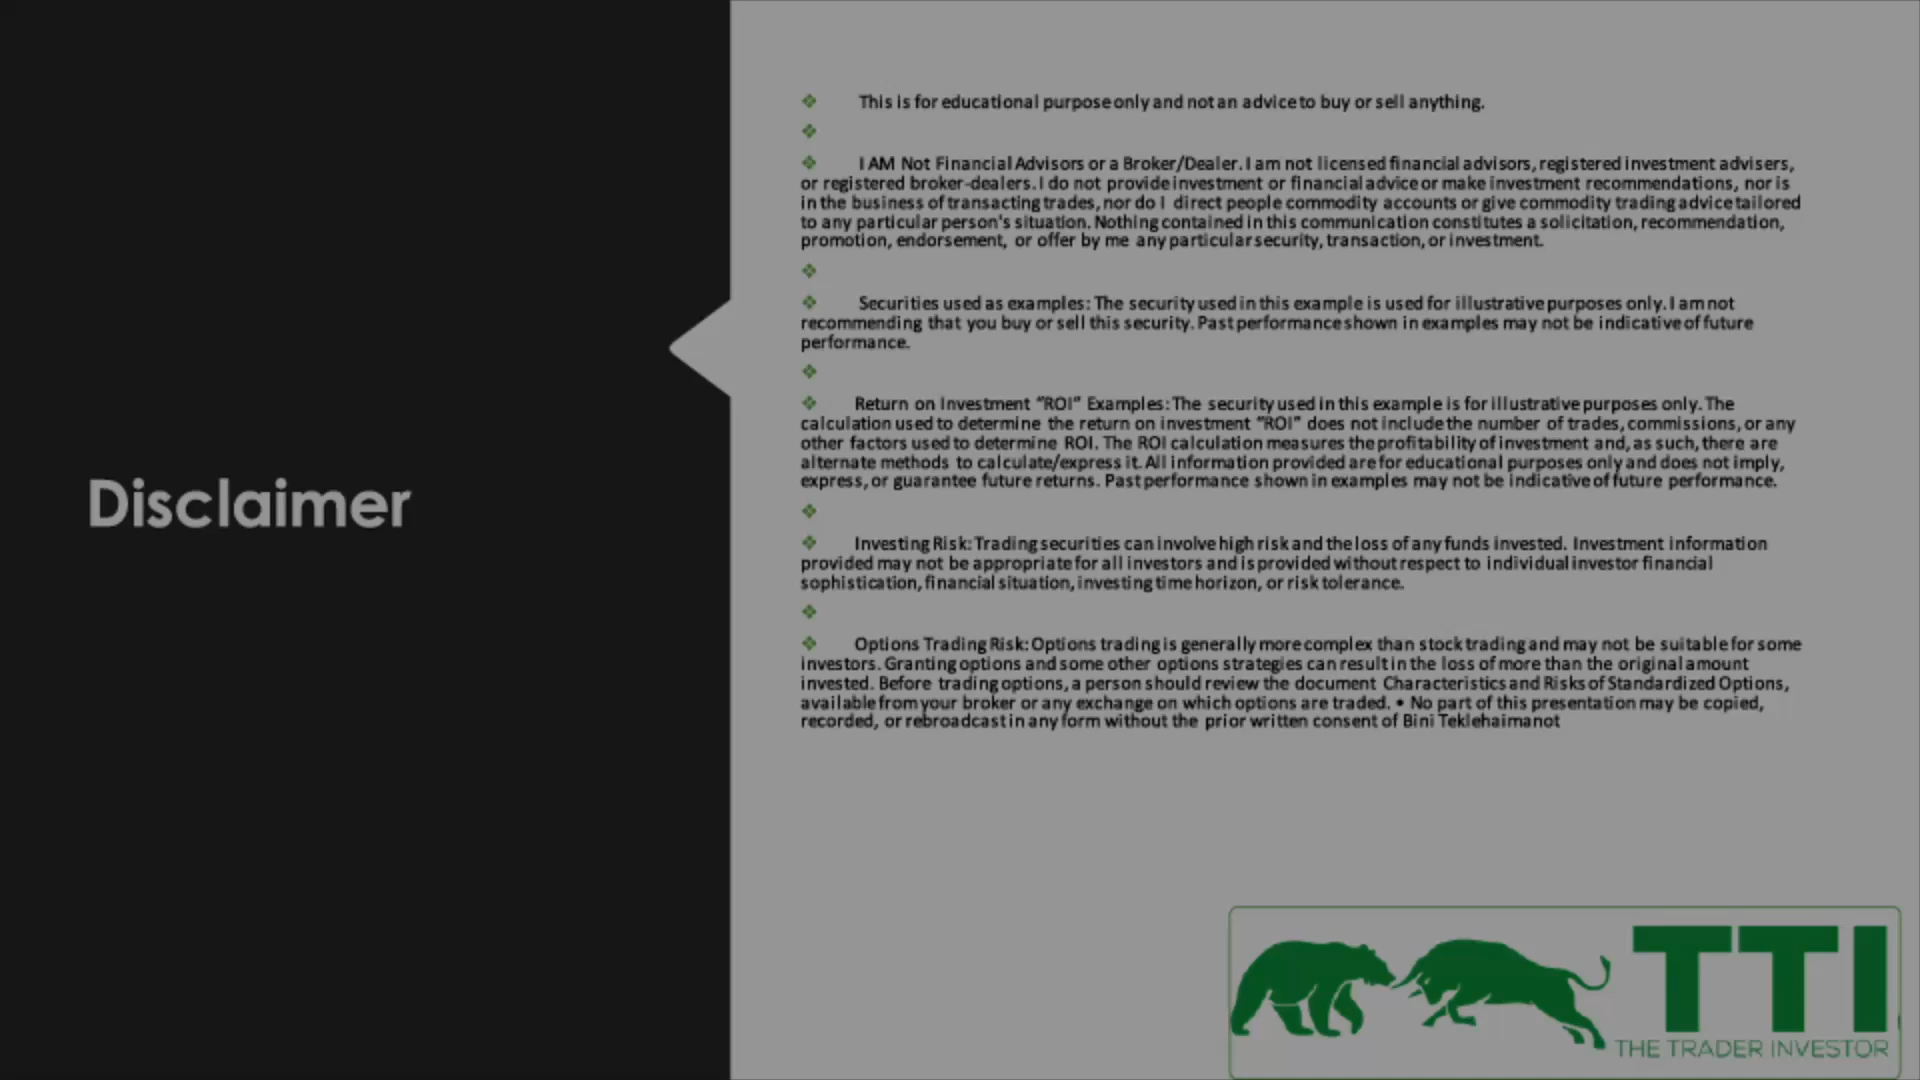 Disclaimer
❖ This is for educational purpose only and not an advice to buy or sell anything.
❖
❖ I AM Not Financial Advisors or a Broker/Dealer. I am not licensed financial advisors, registered investment advisers,
or registered broker-dealers. I do not provide investment or financial advice or make investment recommendations, nor is
in the business of transacting trades, nor do I direct people commodity accounts or give commodity trading advice tailored
to any particular person's situation. Nothing contained in this communication constitutes a solicitation, recommendation,
promotion, endorsement, or offer by me any particular security, transaction, or investment.
❖
❖ Securities used as examples: The security used in this example is used for illustrative purposes only. I am not
recommending that you buy or sell this security. Past performance shown in examples may not be indicative of future
performance.
❖
❖ Return on Investment “ROI” Examples: The security used in this example is for illustrative purposes only. The
calculation used to determine the return on investment “ROI” does not include the number of trades, commissions, or any
other factors used to determine ROI. The ROI calculation measures the profitability of investment and, as such, there are
alternate methods to calculate/express it. All information provided are for educational purposes only and does not imply,
express, or guarantee future returns. Past performance shown in examples may not be indicative of future performance.
❖
❖ Investing Risk: Trading securities can involve high risk and the loss of any funds invested. Investment information
provided may not be appropriate for all investors and is provided without respect to individual investor financial
sophistication, financial situation, investing time horizon, or risk tolerance.
❖
❖ Options Trading Risk: Options trading is generally more complex than stock trading and may not be suitable for some
investors. Granting options and some other options strategies can result in the loss of more than the original amount
invested. Before trading options, a person should review the document Characteristics and Risks of Standardized Options,
available from your broker or any exchange on which options are traded. • No part of this presentation may be copied,
recorded, or rebroadcast in any form without the prior written consent of Bini Teklehaimanot
TTI
THE TRADER INVESTOR